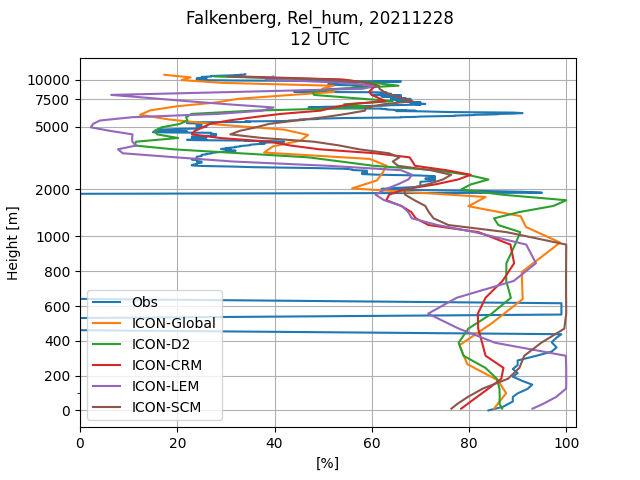 Falkenberg, Rel_hum, 20211228
12 UTC
10000
7500
5000
2000
1000
800
600
400
200
0
Height [m]
Obs
ICON-Global
ICON-D2
ICON-CRM
ICON-LEM
ICON-SCM
0 20 40 60 80 100
[%]